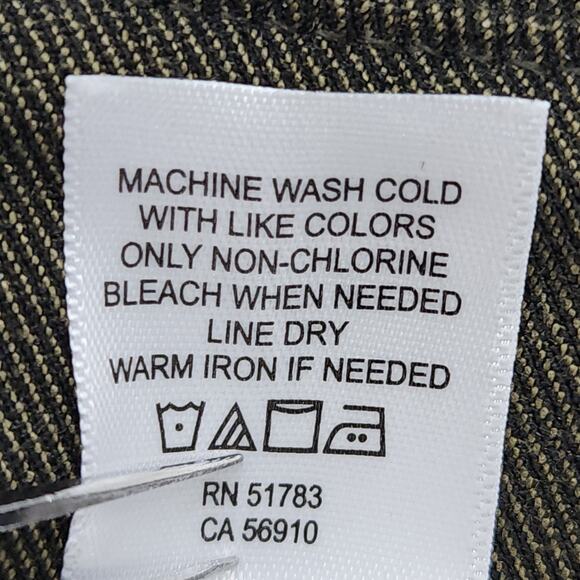 MACHINE WASH COLD
WITH LIKE COLORS
ONLY NON-CHLORINE
BLEACH WHEN NEEDED
LINE DRY
WARM IRON IF NEEDED
RN 51783
CA 56910